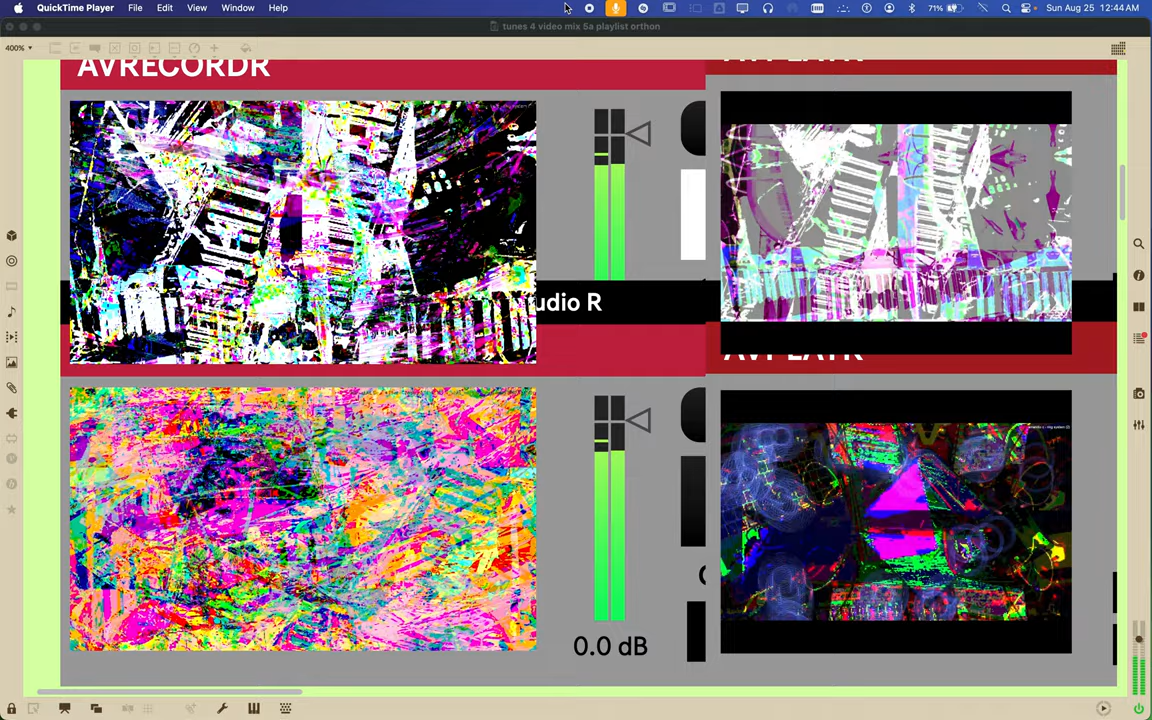 QuickTime Player File Edit View Window Help 71% Sun Aug 25 12:44 AM
tunes 4 video mix 5a playlist orthon
400%
AVRECORDR
udio R
AVPLAYR
0.0 dB